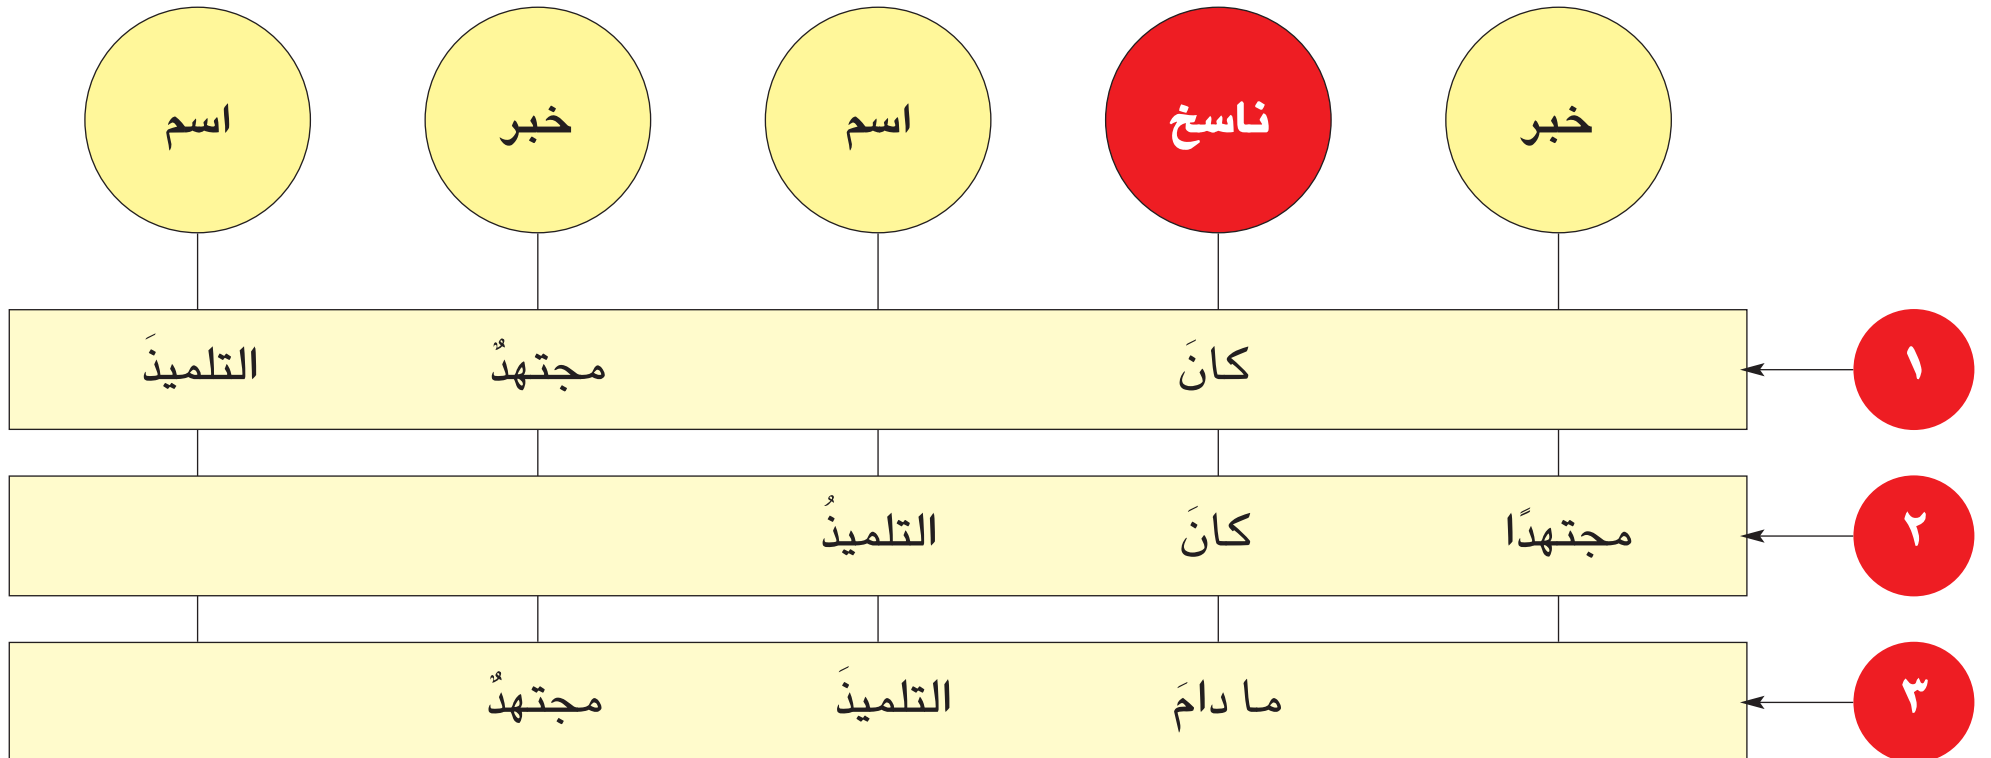 خبر ناسخ اسم خبر اسم
١ كانَ مجتهدٌ التلميذَ
٢ مجتهدًا كانَ التلميذُ
٣ ما دامَ التلميذَ مجتهدٌ